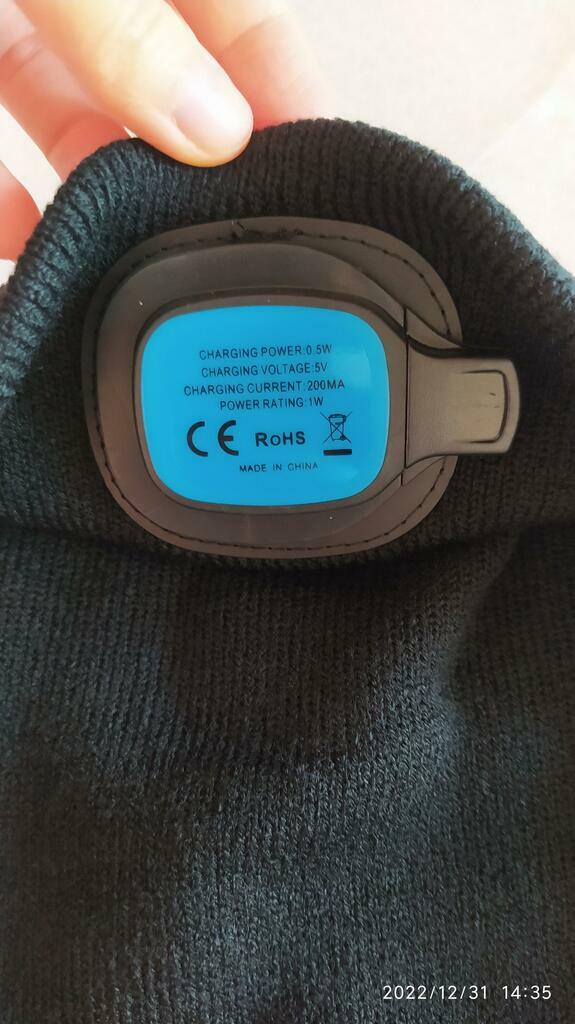 CHARGING POWER:0.5W
CHARGING VOLTAGE:5V
CHARGING CURRENT:200MA
POWER RATING:1W
CE RoHS
MADE IN CHINA
2022/12/31 14:35